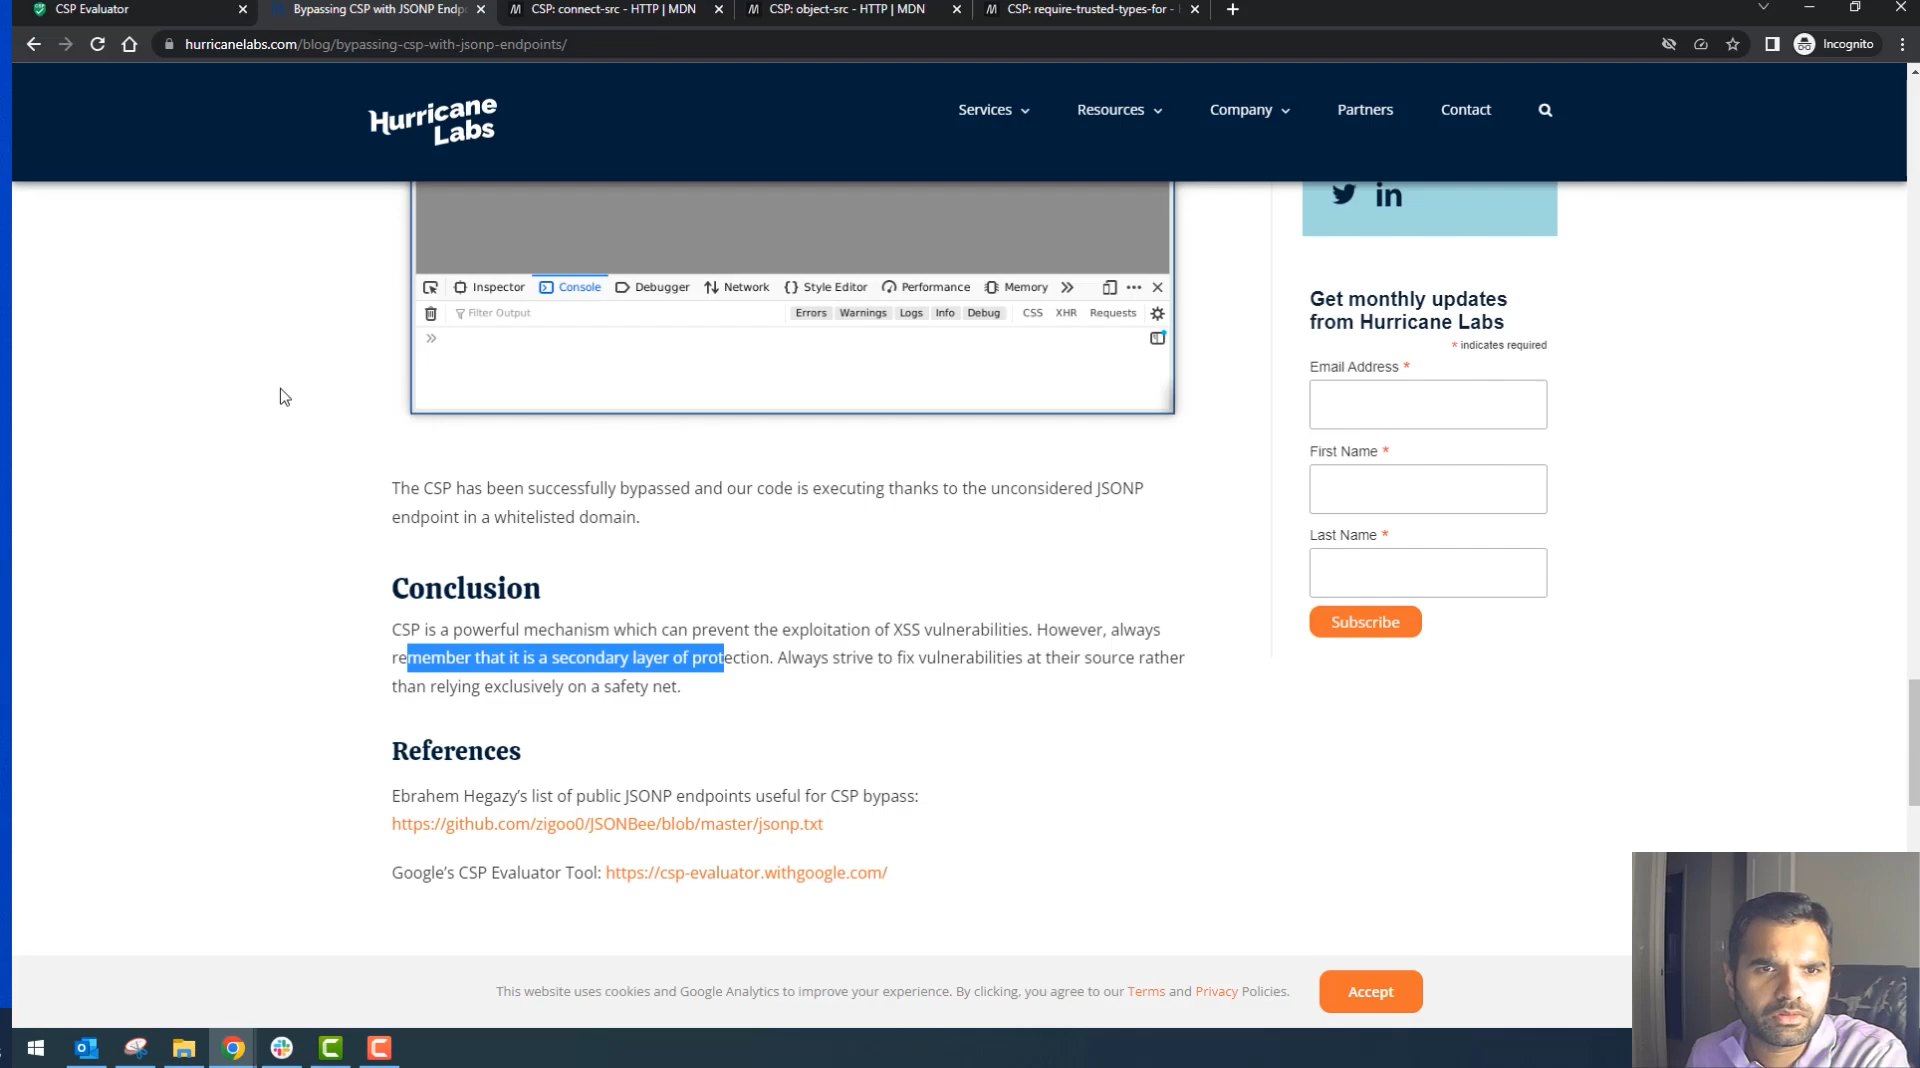 CSP Evaluator
Bypassing CSP with JSONP Endp
CSP: connect-src - HTTP | MDN
CSP: object-src - HTTP | MDN
CSP: require-trusted-types-for -
hurricanelabs.com/blog/bypassing-csp-with-jsonp-endpoints/
Incognito
Hurricane
Labs
Services
Resources
Company
Partners
Contact
Inspector
Console
Debugger
Network
Style Editor
Performance
Memory
Filter Output
Errors
Warnings
Logs
Info
Debug
CSS
XHR
Requests
The CSP has been successfully bypassed and our code is executing thanks to the unconsidered JSONP
endpoint in a whitelisted domain.
Conclusion
CSP is a powerful mechanism which can prevent the exploitation of XSS vulnerabilities. However, always
remember that it is a secondary layer of protection. Always strive to fix vulnerabilities at their source rather
than relying exclusively on a safety net.
References
Ebrahem Hegazy’s list of public JSONP endpoints useful for CSP bypass:
https://github.com/zigoo0/JSONBee/blob/master/jsonp.txt
Google’s CSP Evaluator Tool: https://csp-evaluator.withgoogle.com/
Get monthly updates
from Hurricane Labs
* indicates required
Email Address *
First Name *
Last Name *
Subscribe
This website uses cookies and Google Analytics to improve your experience. By clicking, you agree to our Terms and Privacy Policies.
Accept